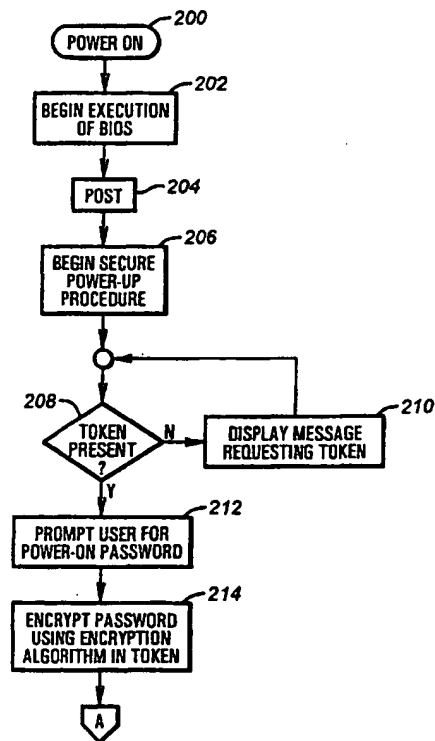 200
POWER ON
202
BEGIN EXECUTION
OF BIOS
204
POST
206
BEGIN SECURE
POWER-UP
PROCEDURE
208
TOKEN
PRESENT
?
N
Y
210
DISPLAY MESSAGE
REQUESTING TOKEN
212
PROMPT USER FOR
POWER-ON PASSWORD
214
ENCRYPT PASSWORD
USING ENCRYPTION
ALGORITHM IN TOKEN
A